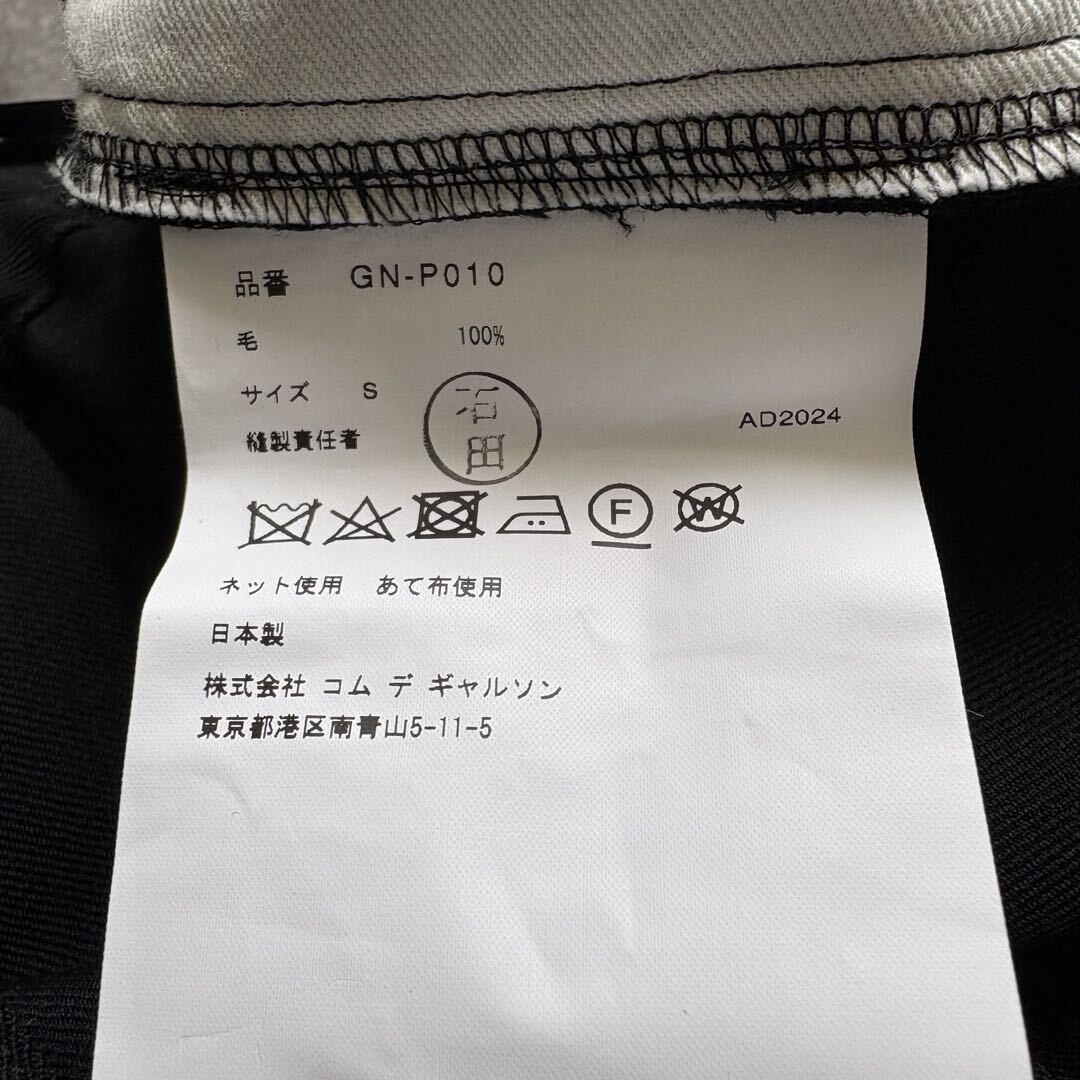 品番 GN-P010
毛 100%
サイズ S
縫製責任者 沼田
AD2024
F W
ネット使用 あて布使用
日本製
株式会社 コム デ ギャルソン
東京都港区南青山5-11-5